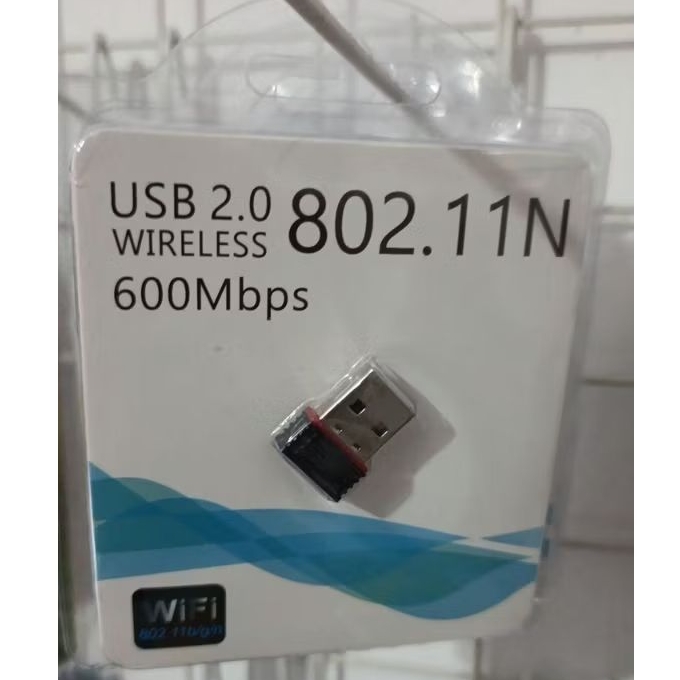 USB 2.0 802.11N
WIRELESS
600Mbps
WiFi
802.11b/g/n